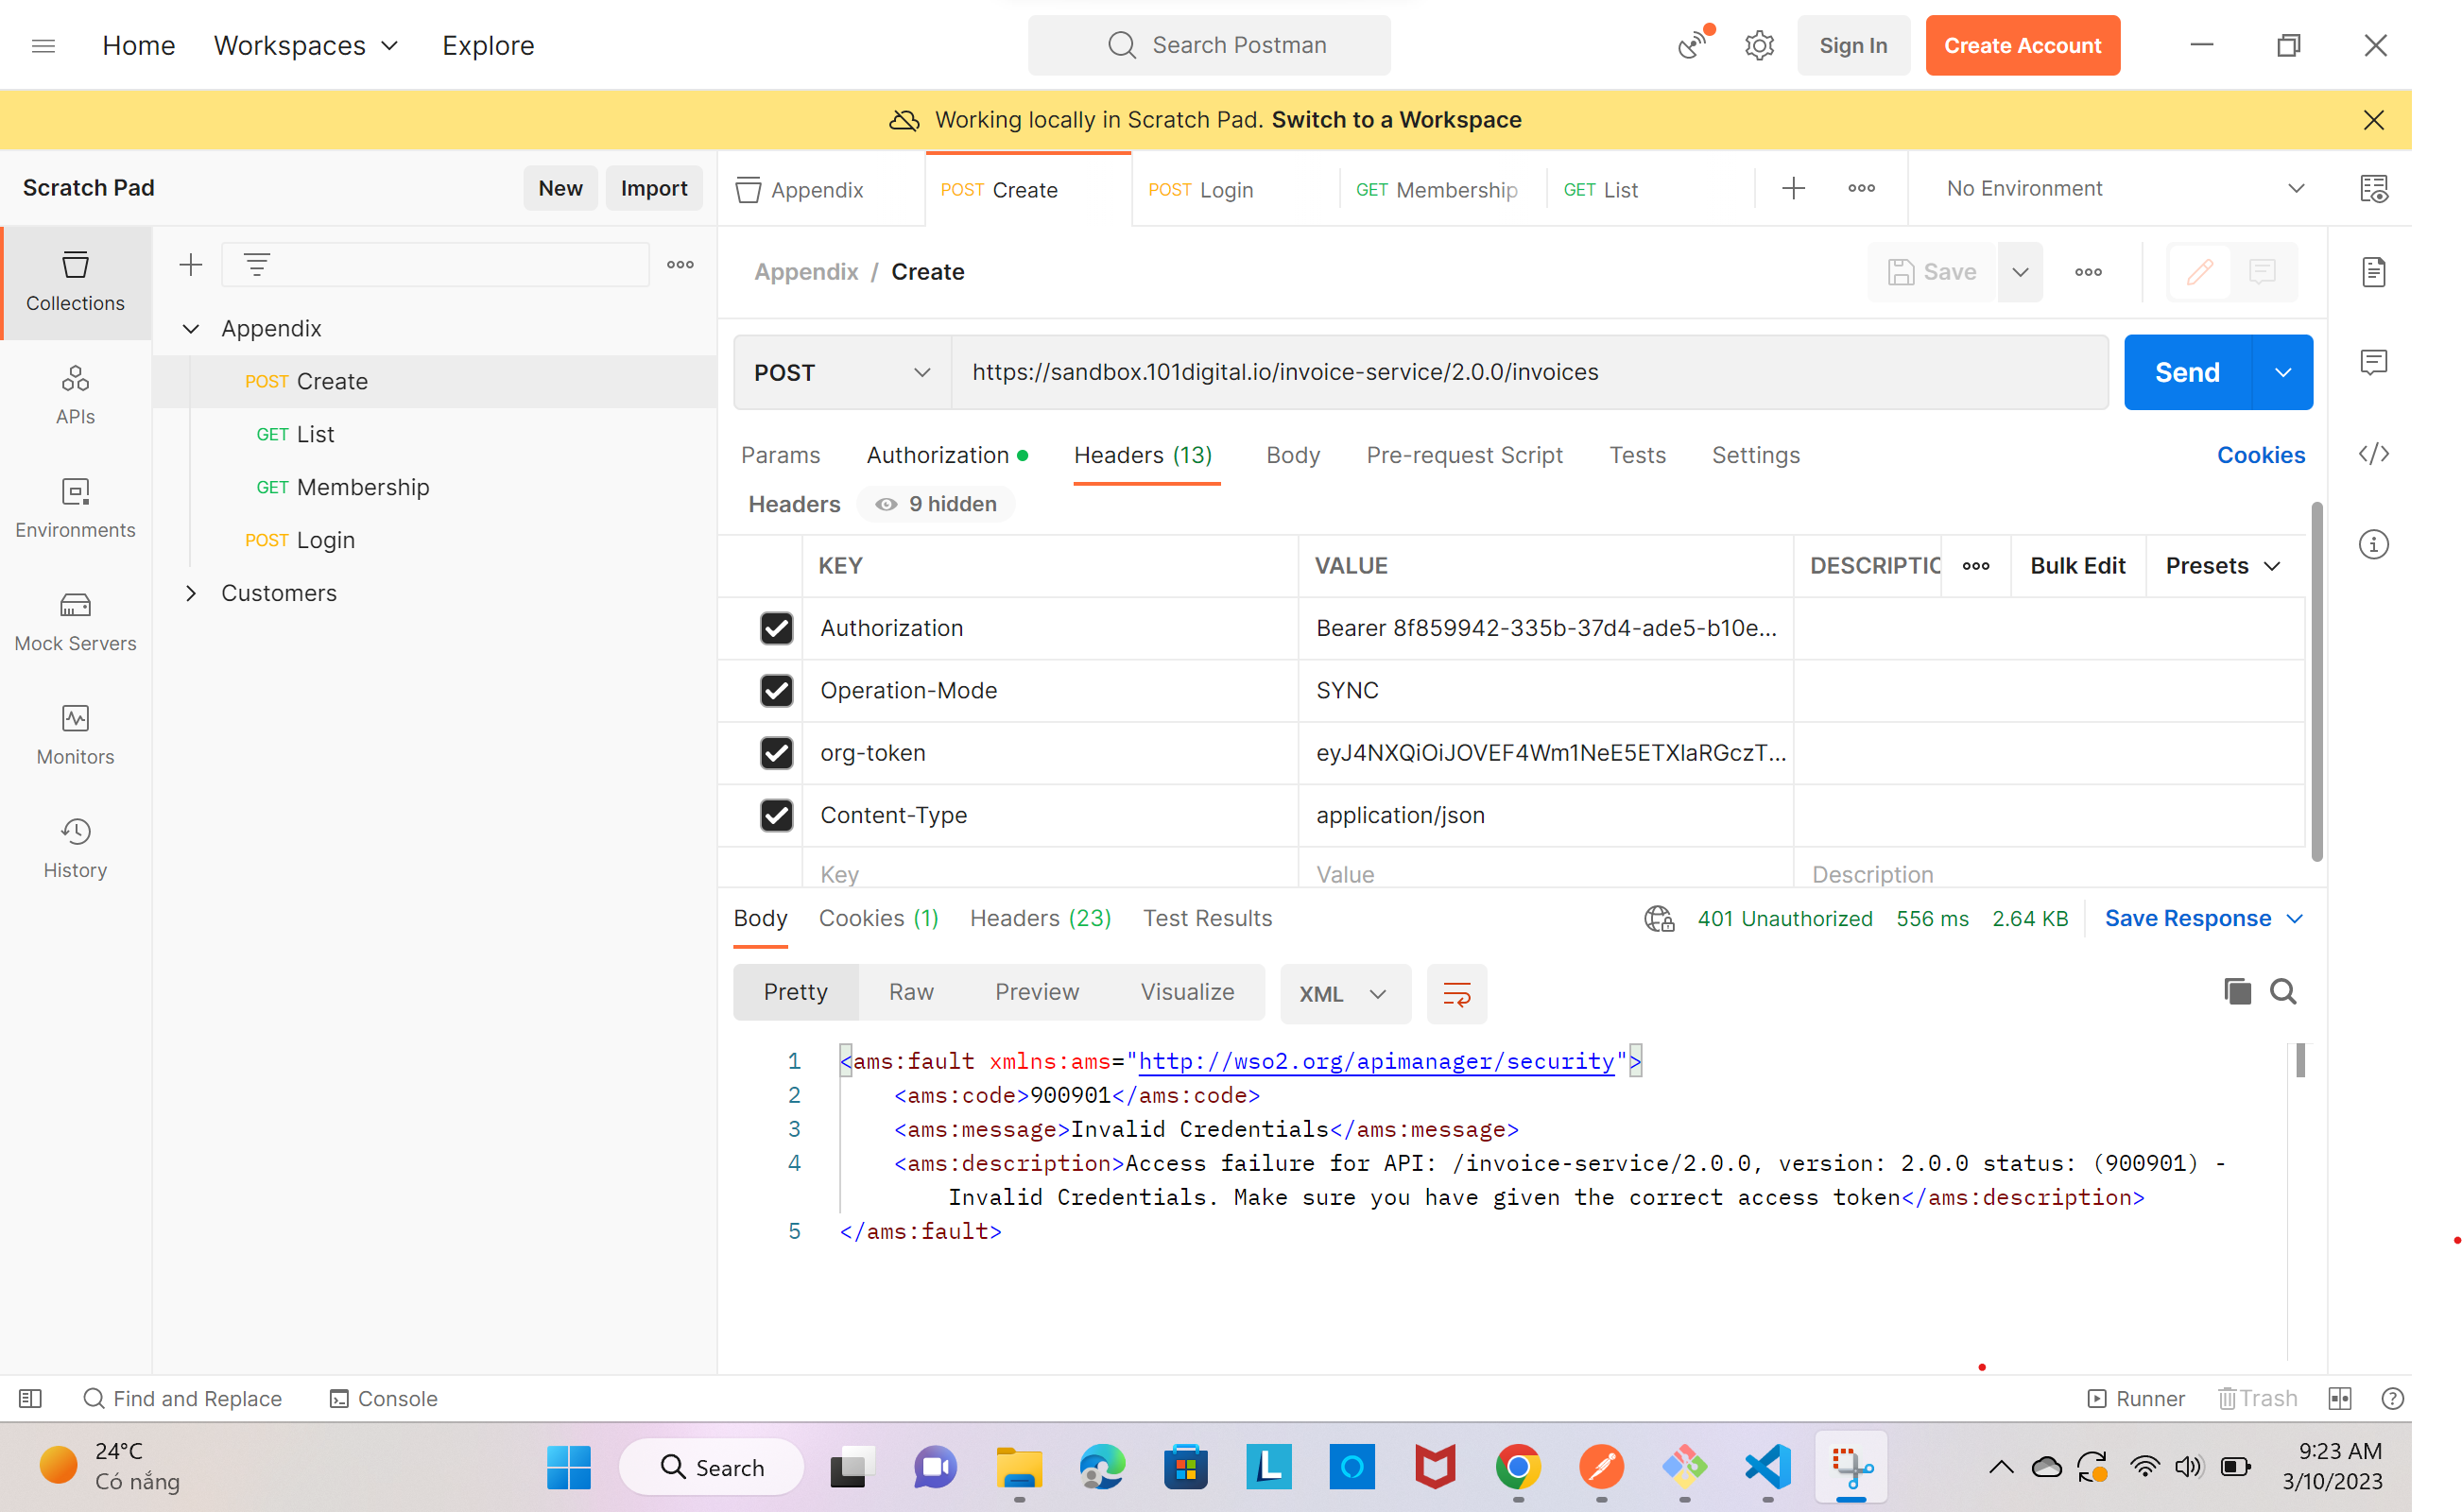 Home Workspaces Explore Search Postman Sign In Create Account
Working locally in Scratch Pad. Switch to a Workspace
Scratch Pad New Import
Appendix POST Create POST Login GET Membership GET List No Environment
Collections
APIs
Environments
Mock Servers
Monitors
History
Appendix
POST Create
GET List
GET Membership
POST Login
Customers
Appendix / Create Save
POST https://sandbox.101digital.io/invoice-service/2.0.0/invoices Send
Params Authorization Headers (13) Body Pre-request Script Tests Settings Cookies
Headers 9 hidden
KEY VALUE DESCRIPTIC Bulk Edit Presets
Authorization Bearer 8f859942-335b-37d4-ade5-b10e...
Operation-Mode SYNC
org-token eyJ4NXQiOiJOVEF4Wm1NeE5ETXlaRGczT...
Content-Type application/json
Key Value Description
Body Cookies (1) Headers (23) Test Results 401 Unauthorized 556 ms 2.64 KB Save Response
Pretty Raw Preview Visualize XML
1 <ams:fault xmlns:ams="http://wso2.org/apimanager/security">
2 <ams:code>900901</ams:code>
3 <ams:message>Invalid Credentials</ams:message>
4 <ams:description>Access failure for API: /invoice-service/2.0.0, version: 2.0.0 status: (900901) -
Invalid Credentials. Make sure you have given the correct access token</ams:description>
5 </ams:fault>
Find and Replace Console Runner Trash
24°C
Có nắng
Search
9:23 AM
3/10/2023